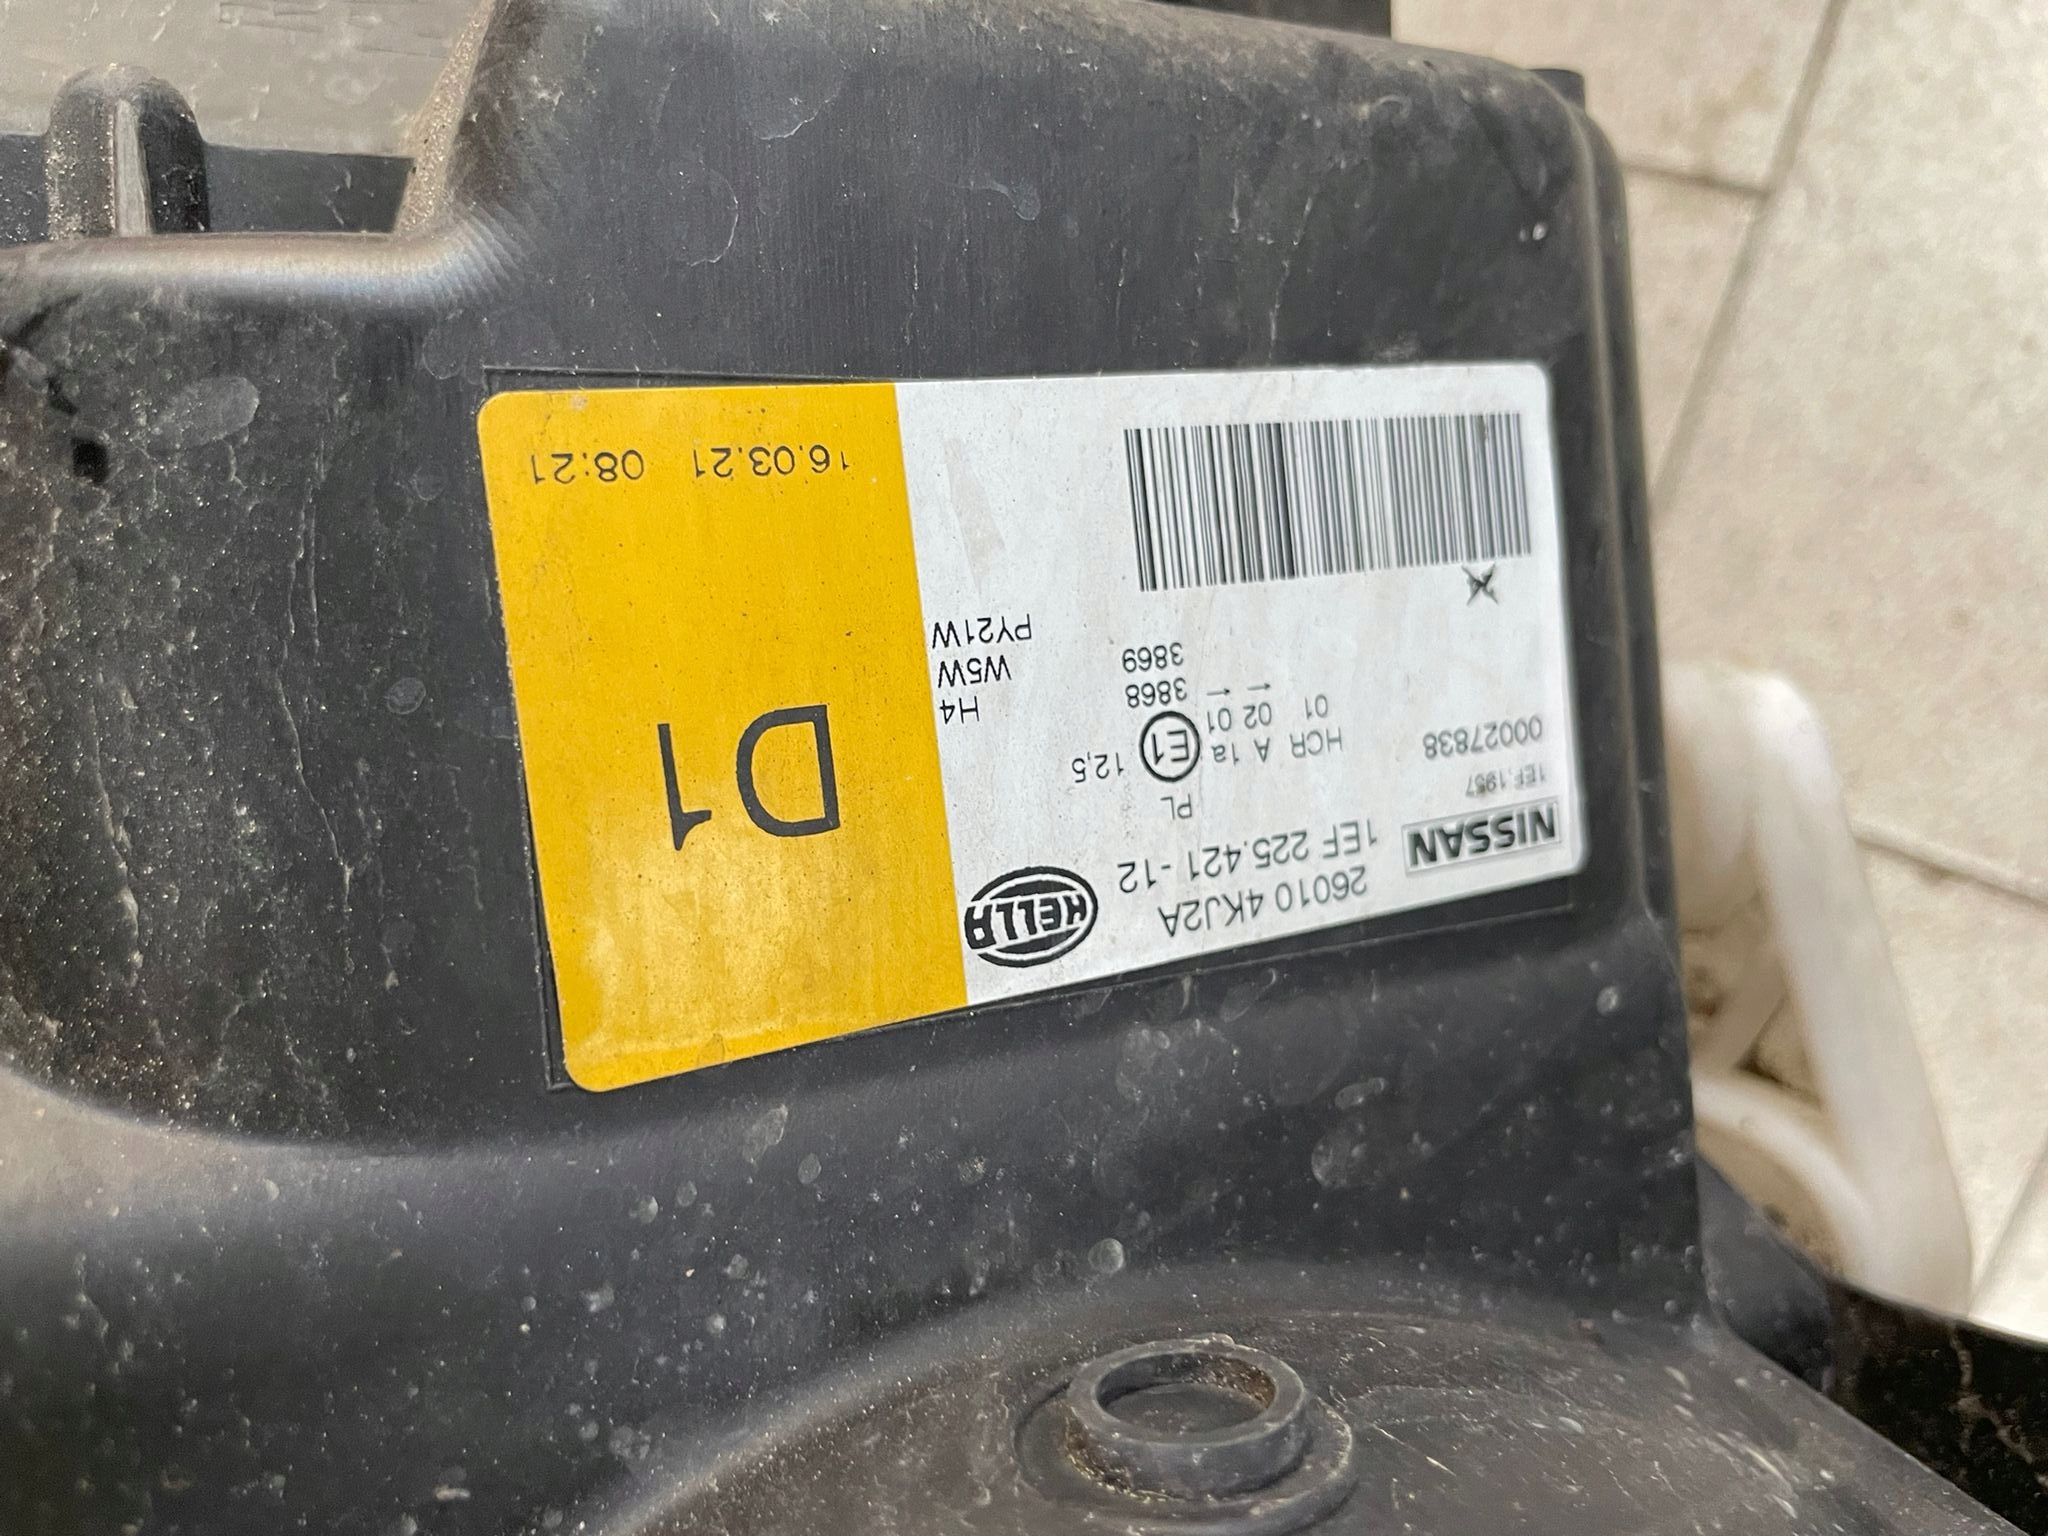 NISSAN
26010 4KJ2A
HELLA
1EF.1957
1EF 225.421 -12
00027838
PL
HCR A 1a E1 12,5
01 02 01 3868
← ← 3869
H4
W5W
PY21W
D1
16.03.21 08:21